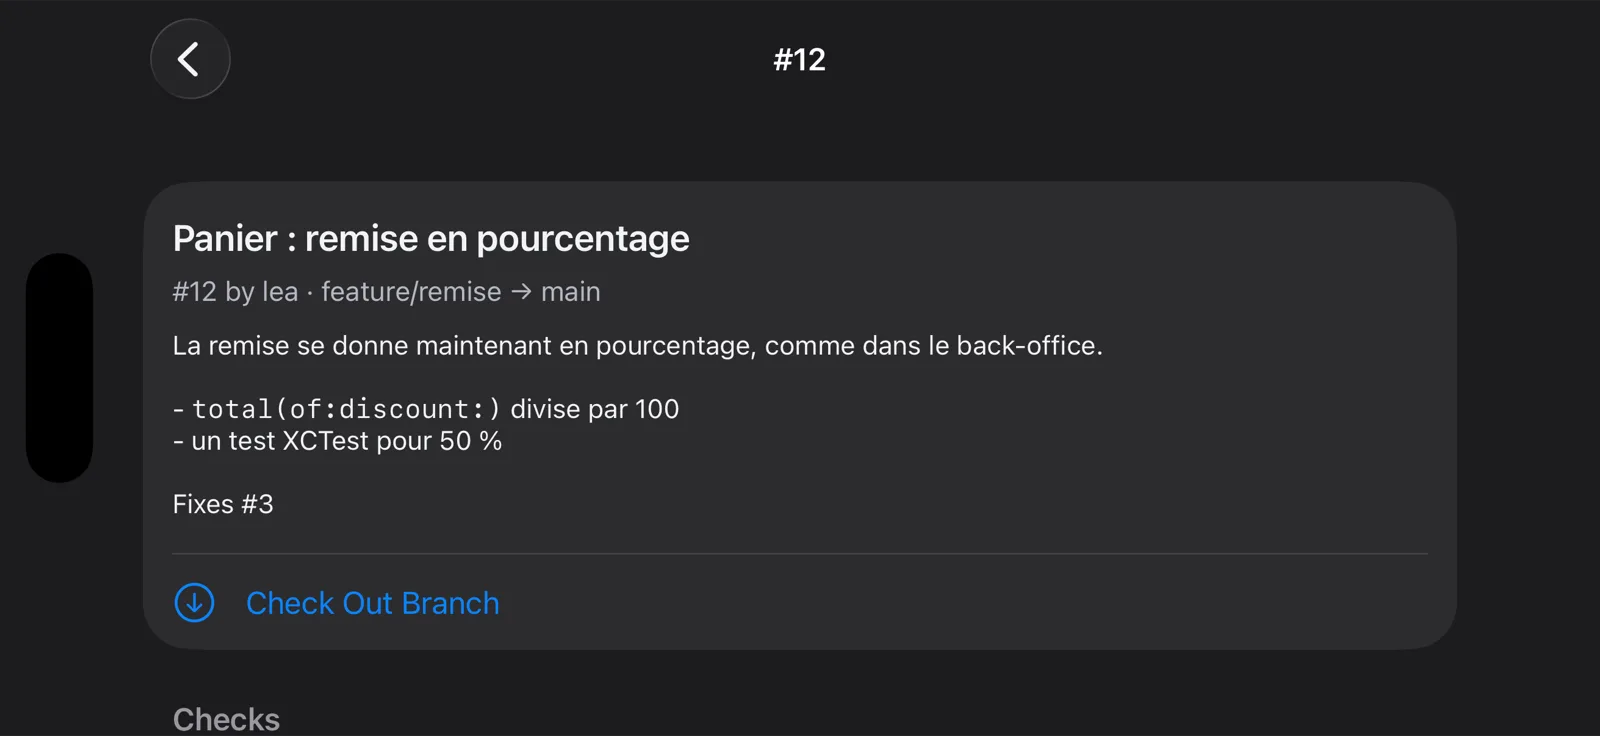 #12
Panier : remise en pourcentage
#12 by lea · feature/remise → main
La remise se donne maintenant en pourcentage, comme dans le back-office.
- total(of:discount:) divise par 100
- un test XCTest pour 50 %
Fixes #3
Check Out Branch
Checks